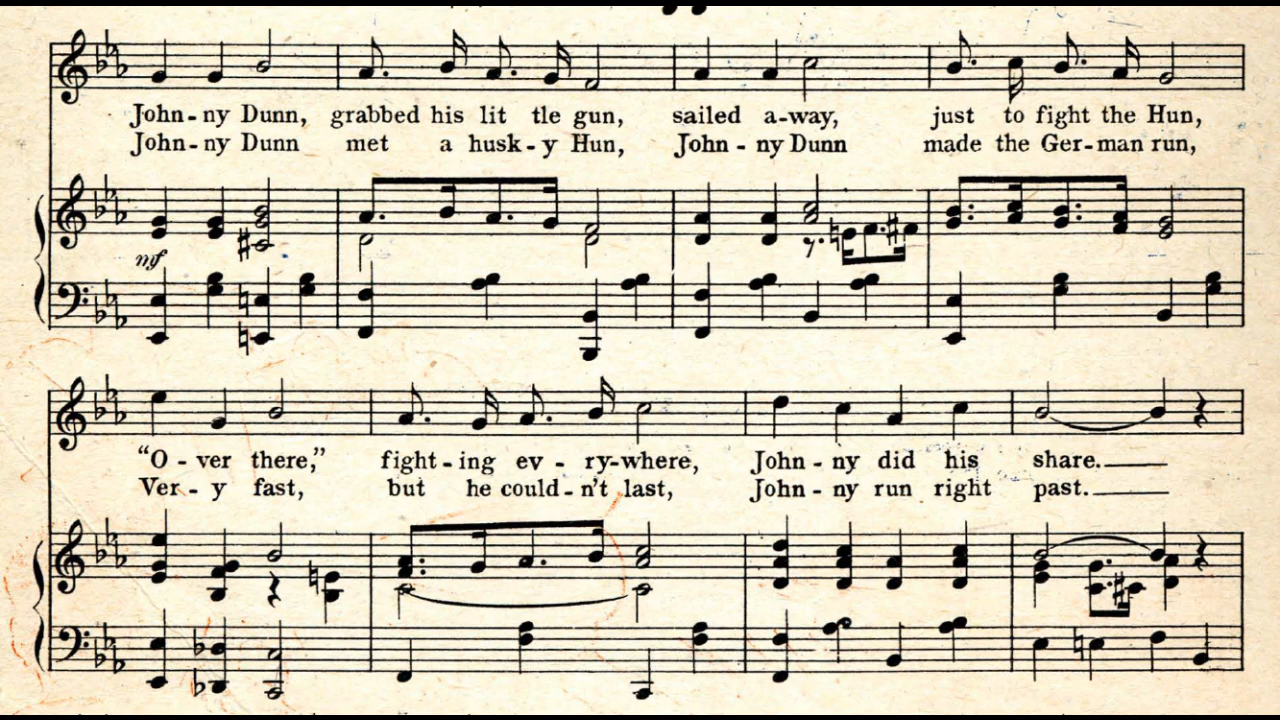 John-ny Dunn, grabbed his lit tle gun, sailed a-way, just to fight the Hun,
John-ny Dunn met a husk-y Hun, John-ny Dunn made the Ger-man run,
mf
"O-ver there," fight-ing ev-ry-where, John-ny did his share.
Ver-y fast, but he could-n't last, John-ny run right past.